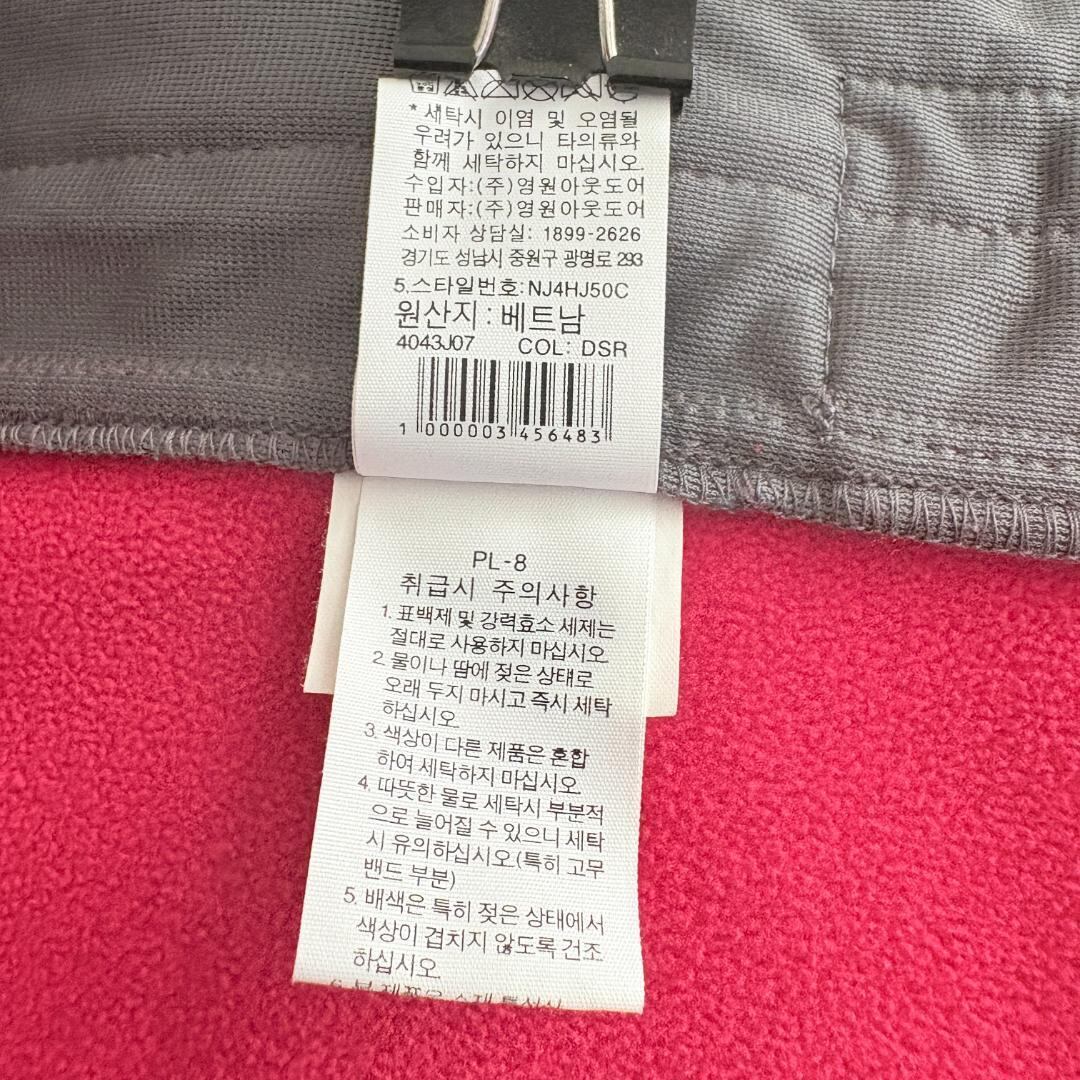 * 세탁시 이염 및 오염될
우려가 있으니 타의류와
함께 세탁하지 마십시오.
수입자:(주)영원아웃도어
판매자:(주)영원아웃도어
소비자 상담실: 1899-2626
경기도 성남시 중원구 광명로 293
5.스타일번호:NJ4HJ50C
원산지 : 베트남
4043J07 COL: DSR
1 000003 456483
PL-8
취급시 주의사항
1. 표백제 및 강력효소 세제는
절대로 사용하지 마십시오.
2. 물이나 땀에 젖은 상태로
오래 두지 마시고 즉시 세탁
하십시오.
3. 색상이 다른 제품은 혼합
하여 세탁하지 마십시오.
4. 따뜻한 물로 세탁시 부분적
으로 늘어질 수 있으니 세탁
시 유의하십시오.(특히 고무
밴드 부분)
5. 배색은 특히 젖은 상태에서
색상이 겹치지 않도록 건조
하십시오.